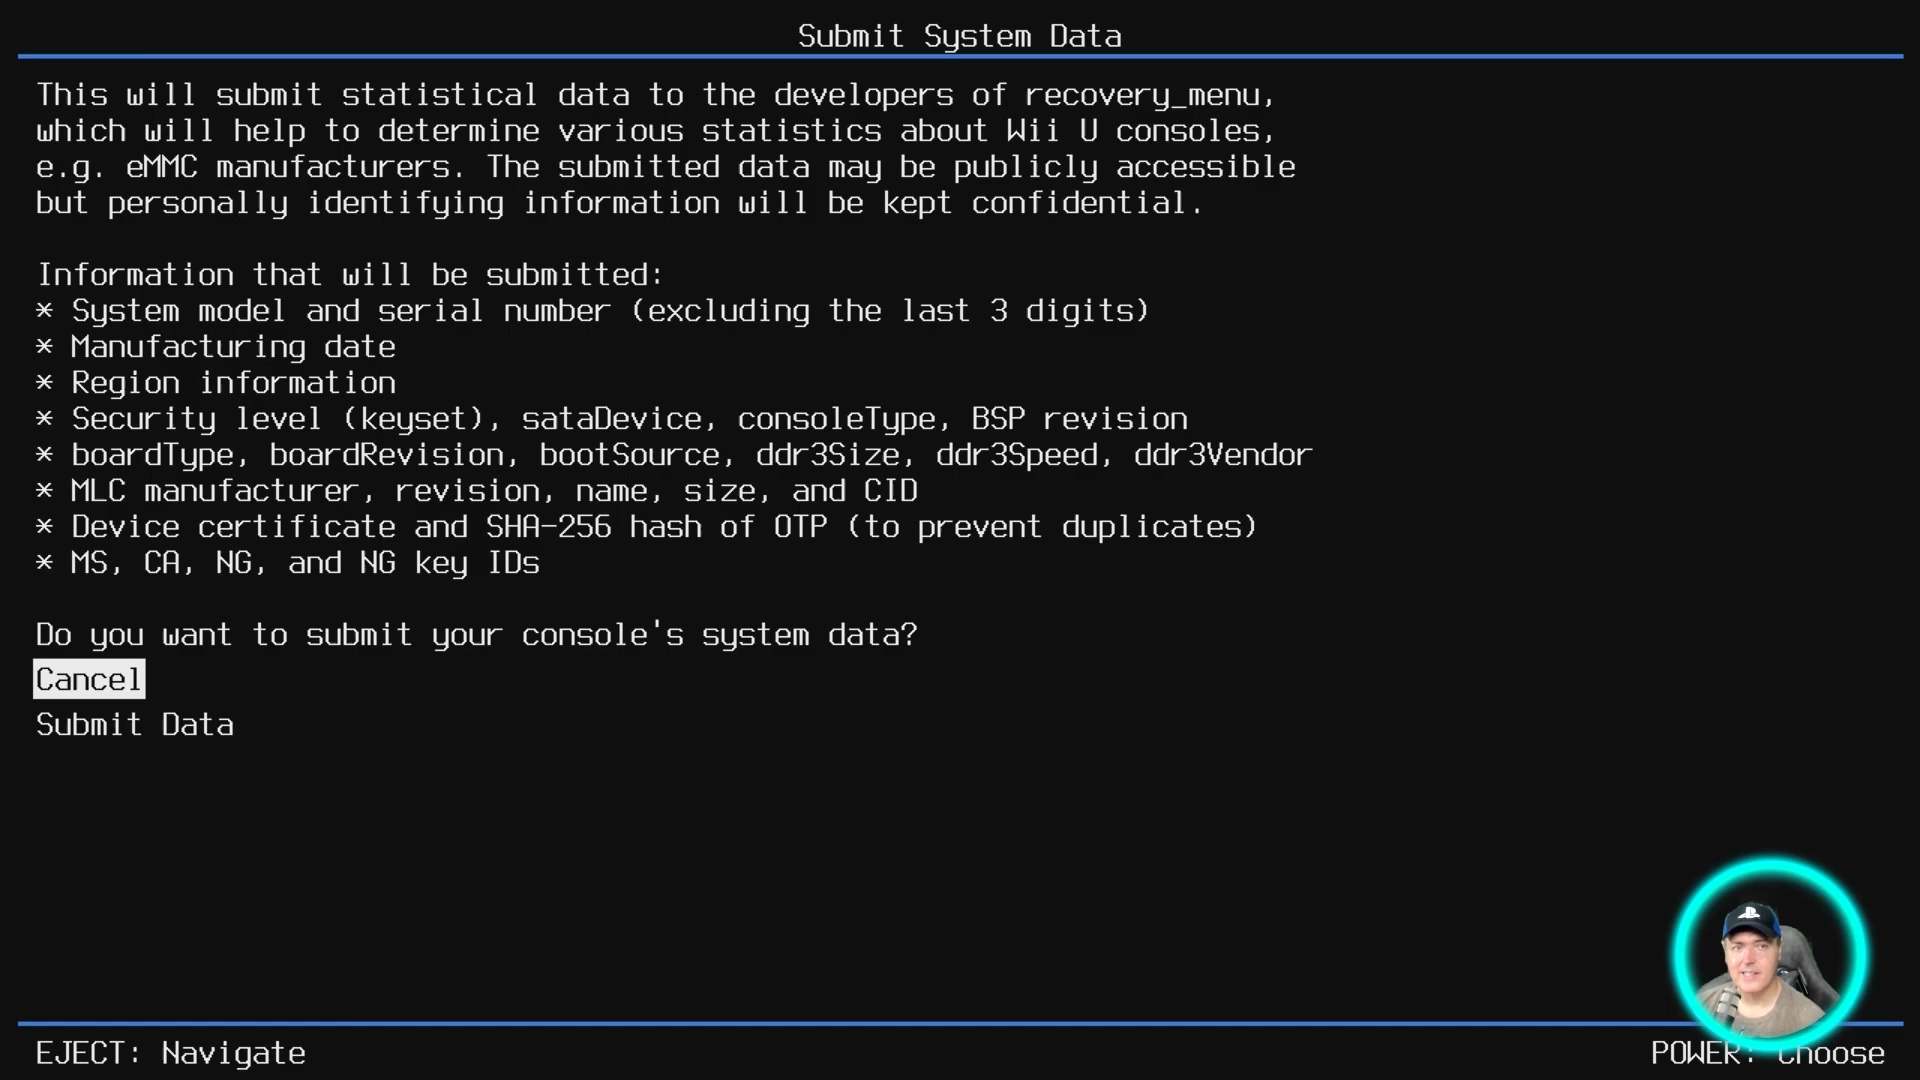 Submit System Data
This will submit statistical data to the developers of recovery_menu,
which will help to determine various statistics about Wii U consoles,
e.g. eMMC manufacturers. The submitted data may be publicly accessible
but personally identifying information will be kept confidential.
Information that will be submitted:
* System model and serial number (excluding the last 3 digits)
* Manufacturing date
* Region information
* Security level (keyset), sataDevice, consoleType, BSP revision
* boardType, boardRevision, bootSource, ddr3Size, ddr3Speed, ddr3Vendor
* MLC manufacturer, revision, name, size, and CID
* Device certificate and SHA-256 hash of OTP (to prevent duplicates)
* MS, CA, NG, and NG key IDs
Do you want to submit your console's system data?
Cancel
Submit Data
EJECT: Navigate
POWER: Choose